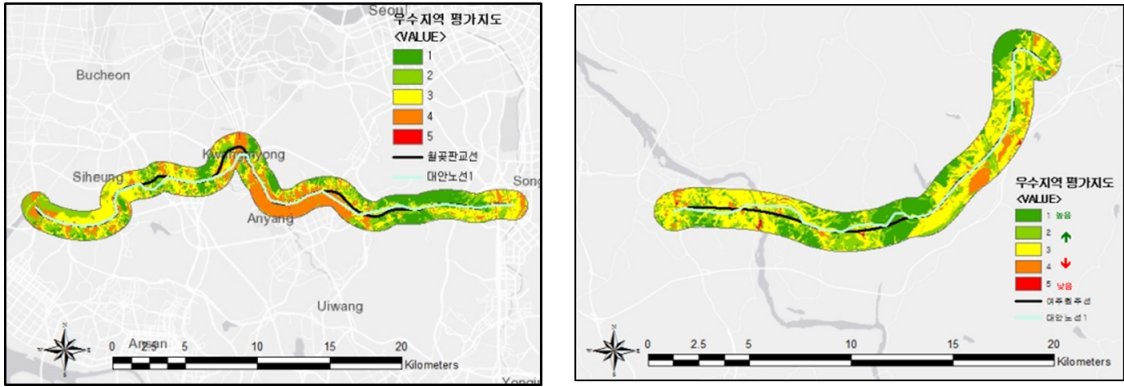 Seoul
우수지역 평가지도
<VALUE>
1
2
3
4
5
월곶판교선
대안노선1
Bucheon
Siheung
Anyang
Song
Uiwang
Ansan
Yongin
0 2.5 5 10 15 20
Kilometers
우수지역 평가지도
<VALUE>
1 높음
2
3
4
5 낮음
여주원주선
대안노선1
0 2.5 5 10 15 20
Kilometers